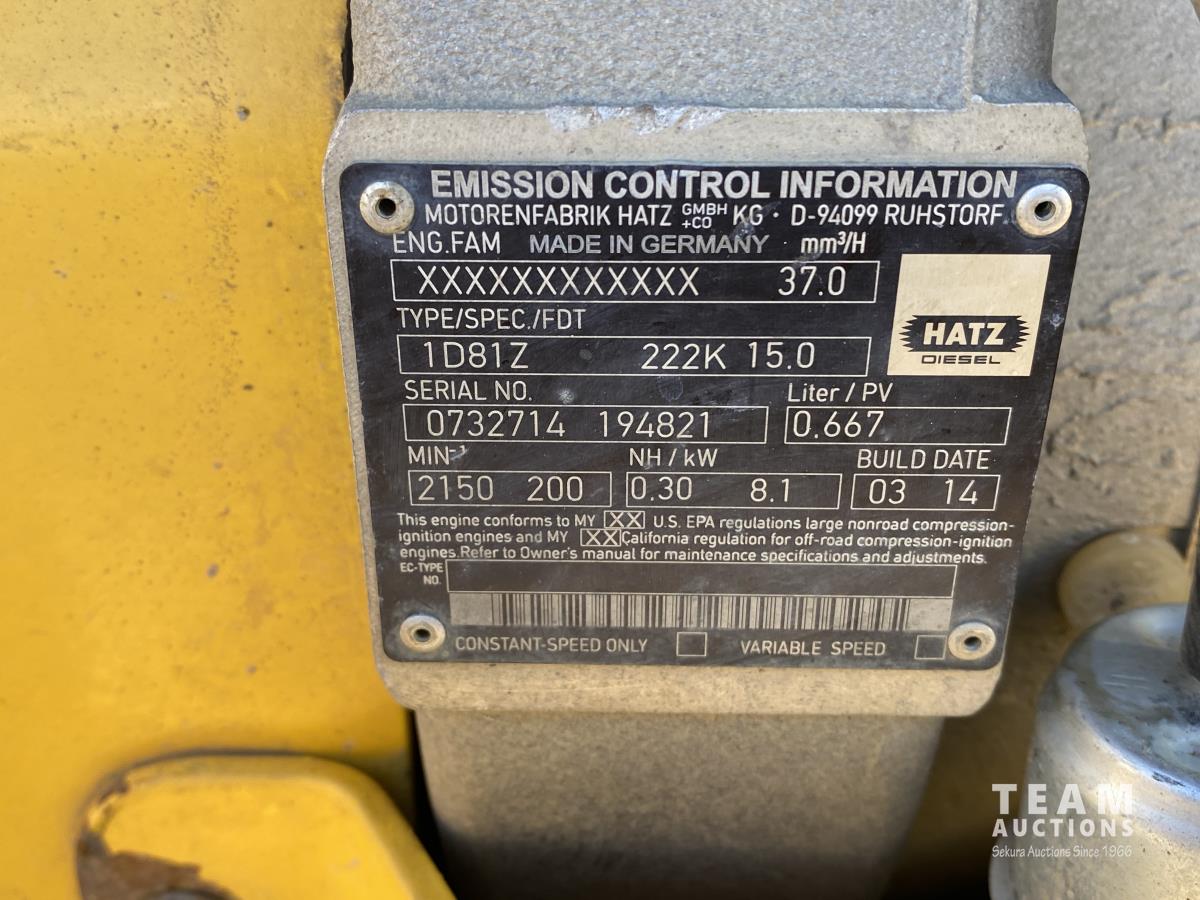 EMISSION CONTROL INFORMATION
MOTORENFABRIK HATZ GMBH +CO KG · D-94099 RUHSTORF
ENG.FAM MADE IN GERMANY mm³/H
XXXXXXXXXXXX 37.0
TYPE/SPEC./FDT
1D81Z 222K 15.0
HATZ
DIESEL
SERIAL NO. Liter / PV
0732714 194821 0.667
MIN-¹ NH / kW BUILD DATE
2150 200 0.30 8.1 03 14
This engine conforms to MY XX U.S. EPA regulations large nonroad compression-
ignition engines and MY XX California regulation for off-road compression-ignition
engines.Refer to Owner's manual for maintenance specifications and adjustments.
EC-TYPE
NO.
CONSTANT-SPEED ONLY VARIABLE SPEED
TEAM
AUCTIONS
Sekura Auctions Since 1966